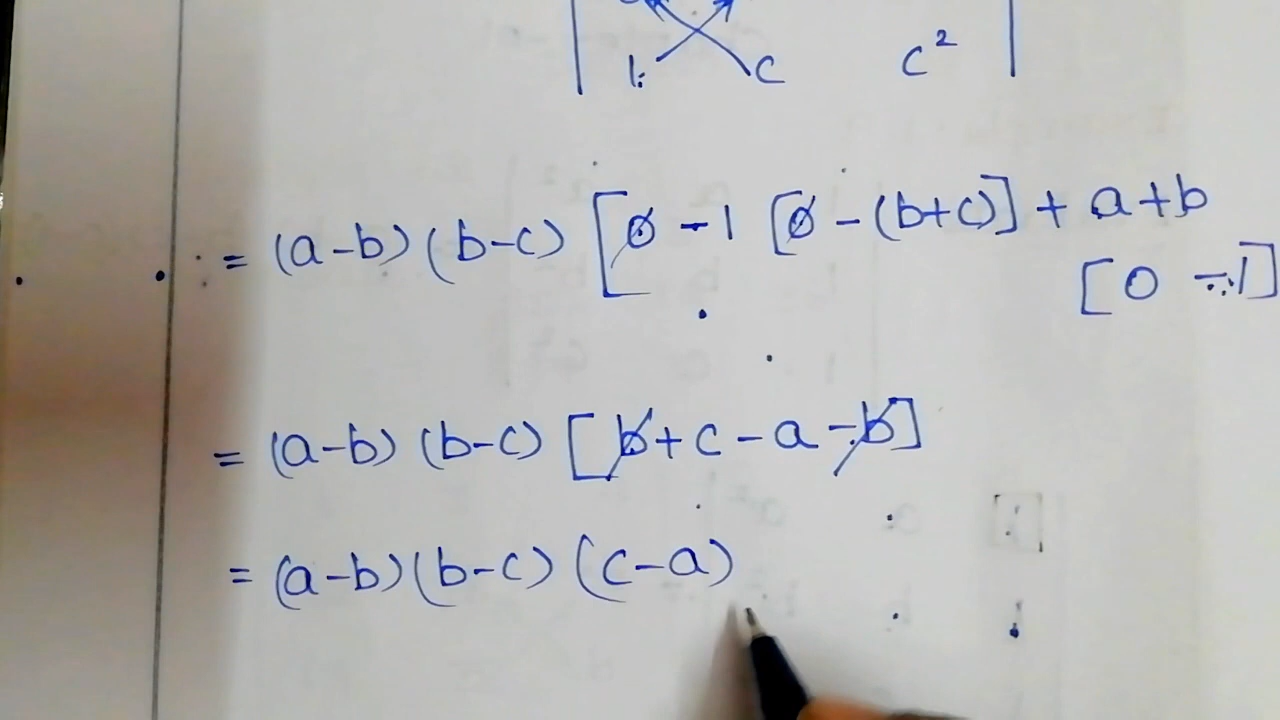 1 c c²
= (a-b)(b-c) [0 - 1 [0 - (b+c)] + a+b
[0 - 1]
= (a-b) (b-c) [b+c-a-b]
= (a-b)(b-c)(c-a)